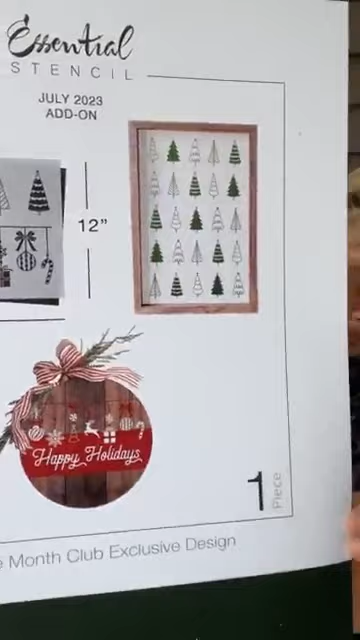 Essential
STENCIL
JULY 2023
ADD-ON
12"
Happy Holidays
1
Piece
Month Club Exclusive Design